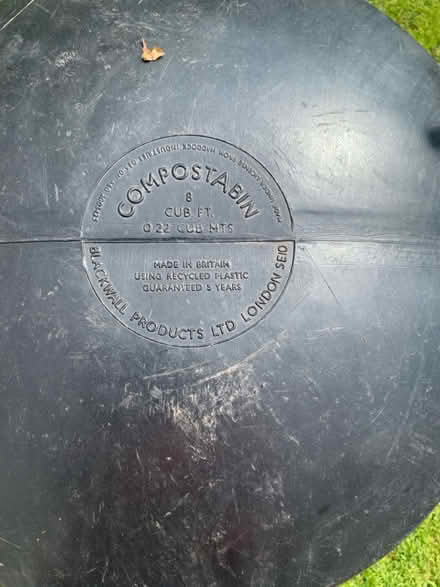 COMPOSTABIN
8
CUB FT.
0.22 CUB MTS
MADE IN BRITAIN
USING RECYCLED PLASTIC
GUARANTEED 5 YEARS
BLACKWALL PRODUCTS LTD LONDON SE10